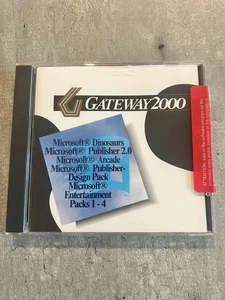 GATEWAY2000
Microsoft® Dinosaurs
Microsoft® Publisher 2.0
Microsoft® Arcade
Microsoft® Publisher-
Design Pack
Microsoft®
Entertainment
Packs 1 - 4